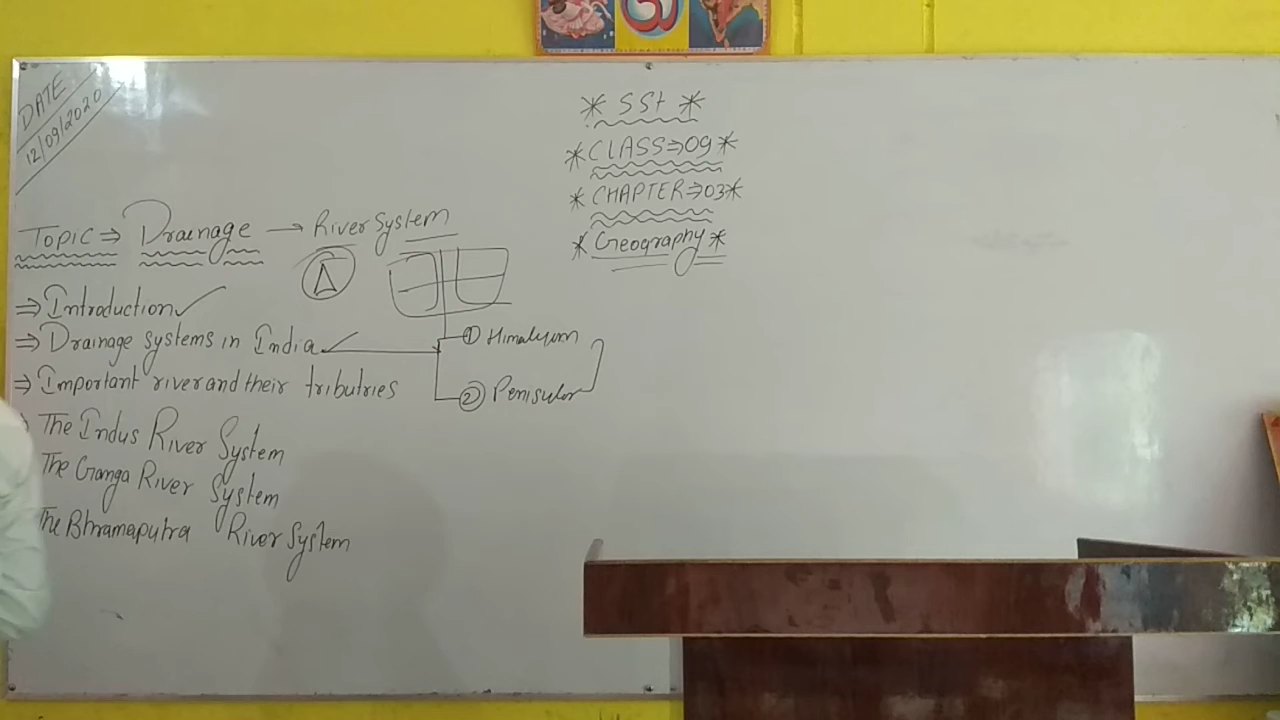 DATE
12/09/2020
* SSt *
* CLASS⇒09 *
* CHAPTER⇒03 *
* Geography *
TOPIC ⇒ Drainage → River System
⇒ Introduction ✓
⇒ Drainage systems in India
① Himalyan
② Penisular
⇒ Important river and their tributries
The Indus River System
The Ganga River System
The Bhramaputra River System